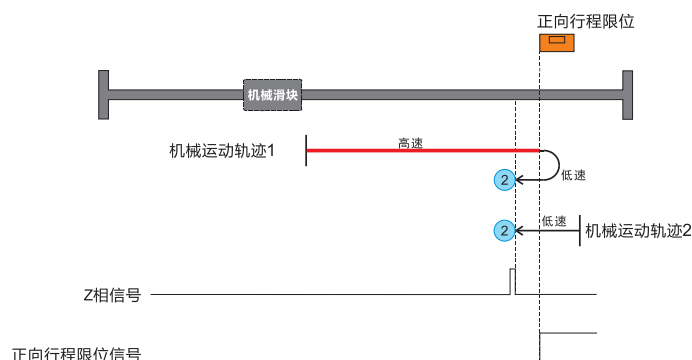 正向行程限位
机械滑块
机械运动轨迹1
高速
2
低速
2
低速
机械运动轨迹2
Z相信号
正向行程限位信号